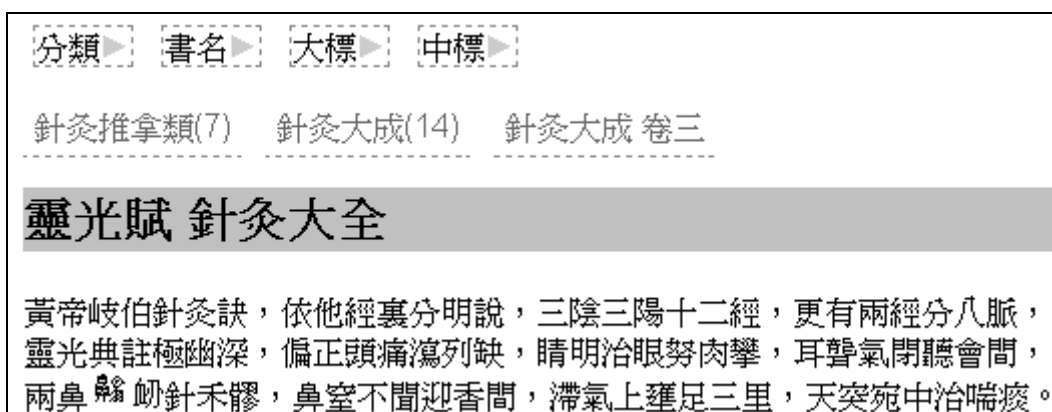 分類▶ 書名▶ 大標▶ 中標▶
針灸推拿類(7) 針灸大成(14) 針灸大成 卷三
靈光賦 針灸大全
黃帝岐伯針灸訣，依他經裏分明說，三陰三陽十二經，更有兩經分八脈，
靈光典註極幽深，偏正頭痛瀉列缺，睛明治眼努肉攀，耳聾氣閉聽會間，
兩鼻 衄針禾髎，鼻窒不聞迎香間，滯氣上壅足三里，天突宛中治喘痰。